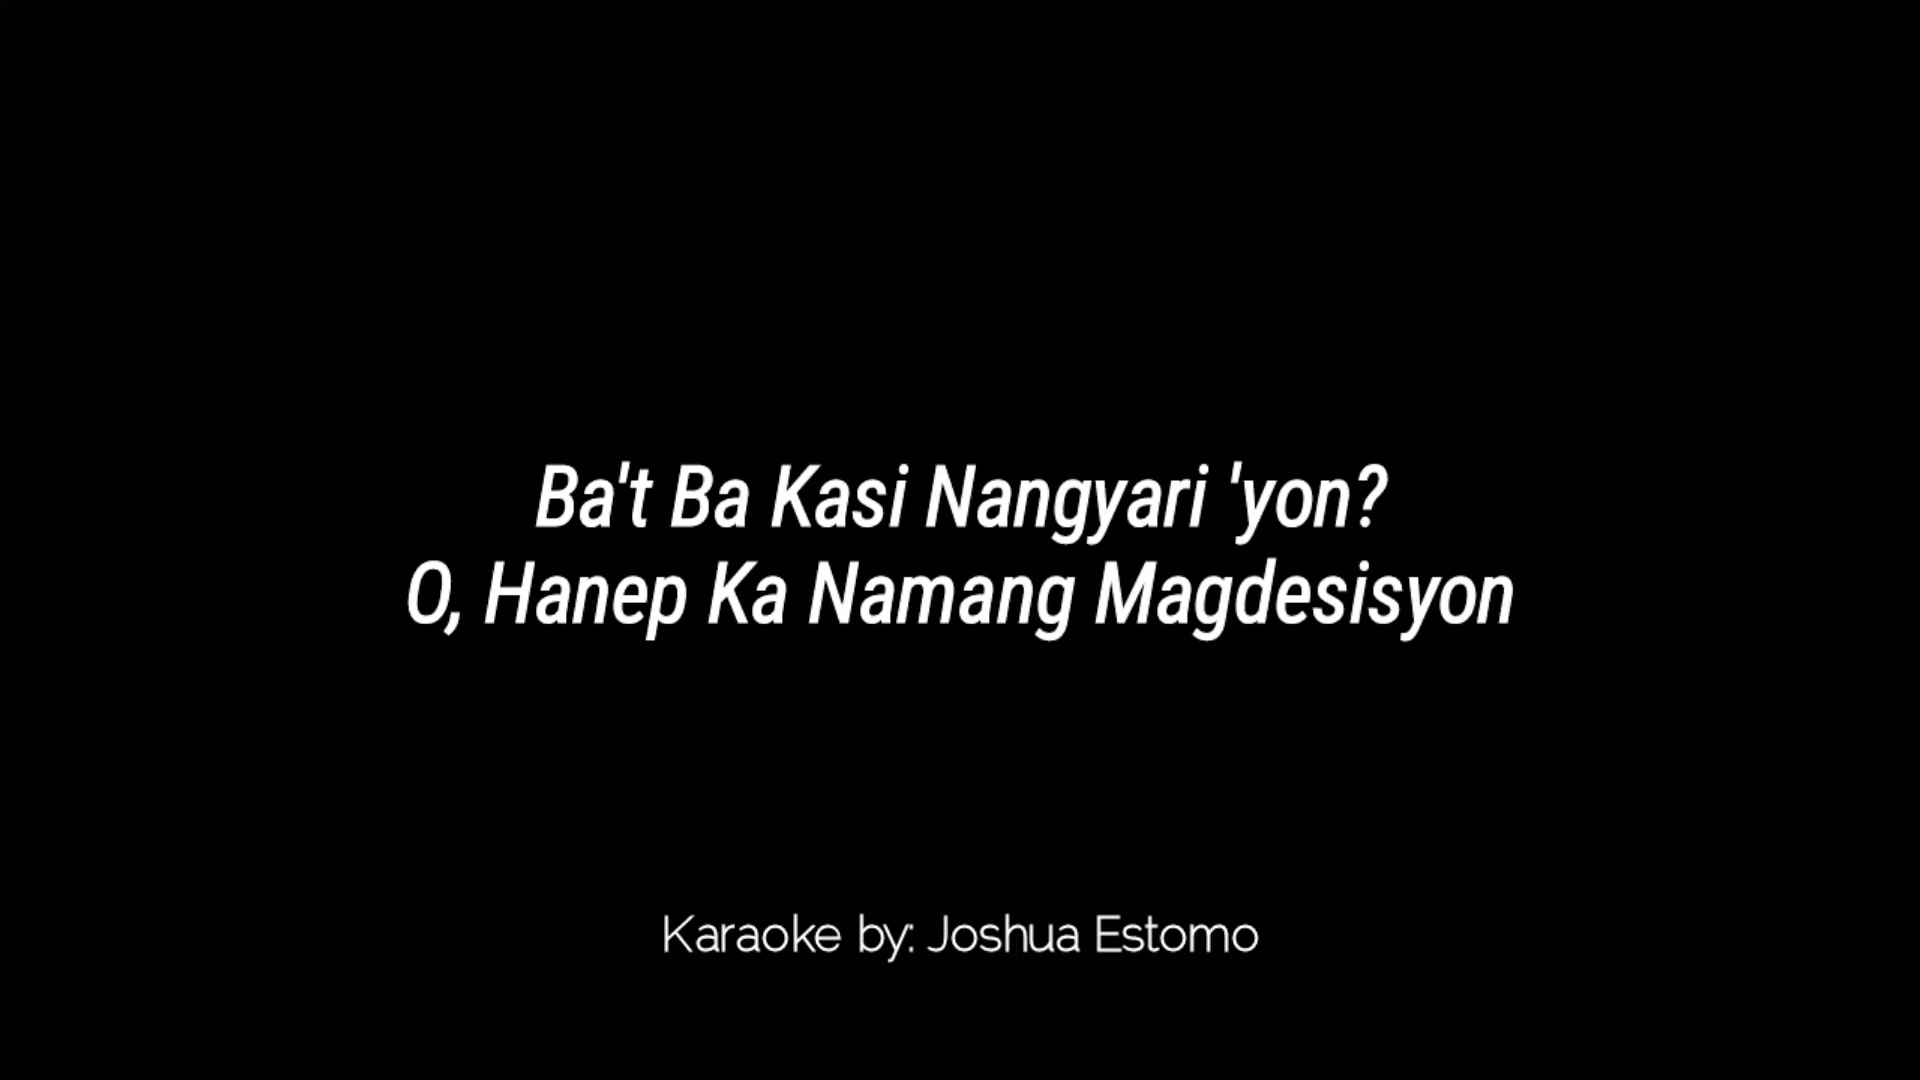 Ba't Ba Kasi Nangyari 'yon?
O, Hanep Ka Namang Magdesisyon
Karaoke by: Joshua Estomo